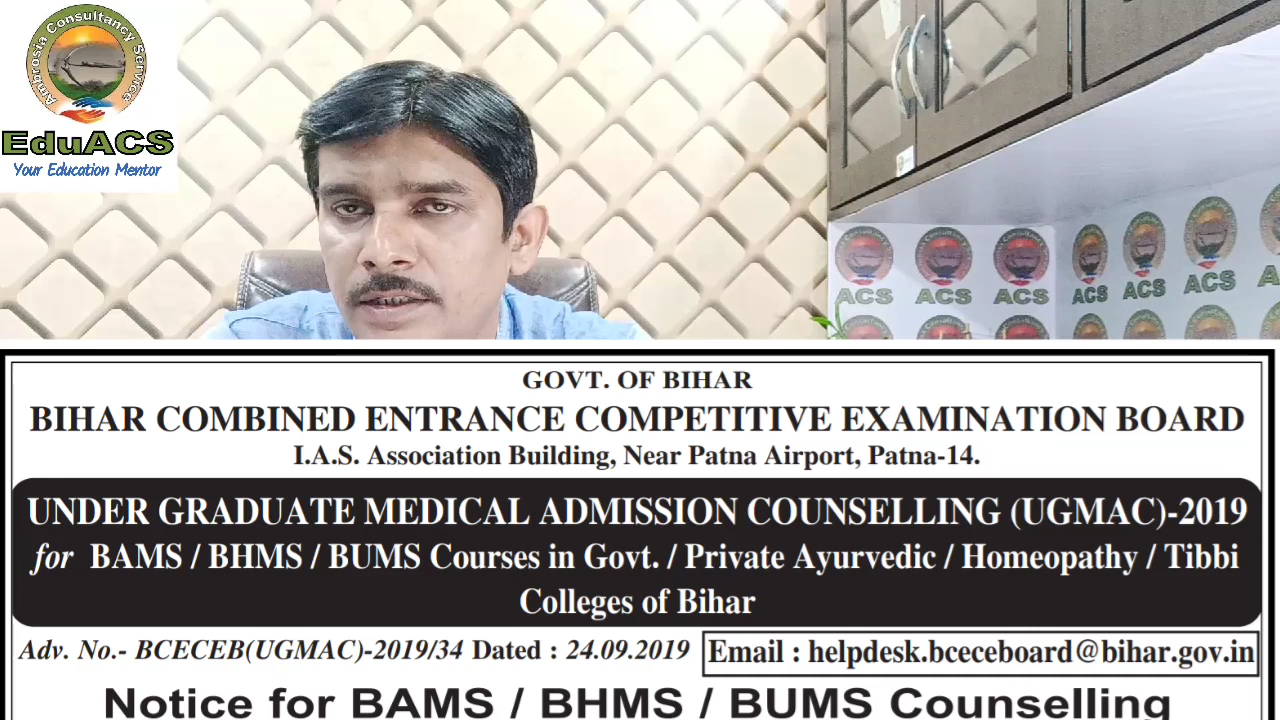 Ambrosia Consultancy Service
EduACS
Your Education Mentor
ACS ACS ACS ACS ACS ACS
GOVT. OF BIHAR
BIHAR COMBINED ENTRANCE COMPETITIVE EXAMINATION BOARD
I.A.S. Association Building, Near Patna Airport, Patna-14.
UNDER GRADUATE MEDICAL ADMISSION COUNSELLING (UGMAC)-2019
for BAMS / BHMS / BUMS Courses in Govt. / Private Ayurvedic / Homeopathy / Tibbi
Colleges of Bihar
Adv. No.- BCECEB(UGMAC)-2019/34 Dated : 24.09.2019 Email : helpdesk.bceceboard@bihar.gov.in
Notice for BAMS / BHMS / BUMS Counselling